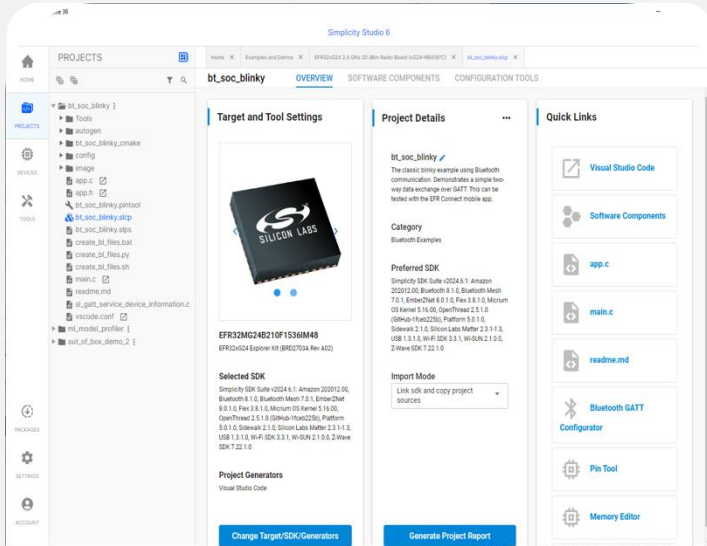 36
Simplicity Studio 6
HOME
PROJECTS
DEVICES
TOOLS
PACKAGES
SETTINGS
ACCOUNT
PROJECTS
bt_soc_blinky
Tools
autogen
bt_soc_blinky_cmake
config
image
app.c
app.h
bt_soc_blinky.pintool
bt_soc_blinky.slcp
bt_soc_blinky.slps
create_bl_files.bat
create_bl_files.py
create_bl_files.sh
main.c
readme.md
sl_gatt_service_device_information.c
vscode.conf
ml_model_profiler
out_of_box_demo_2
Home X Examples and Demos X EFR32xG24 2.4 GHz 20 dBm Radio Board (xG24-RB4187C) X bt_soc_blinky.slcp X
bt_soc_blinky OVERVIEW SOFTWARE COMPONENTS CONFIGURATION TOOLS
Target and Tool Settings
SILICON LABS
EFR32MG24B210F1536IM48
EFR32xG24 Explorer Kit (BRD2703A Rev A02)
Selected SDK
Simplicity SDK Suite v2024.6.1: Amazon 202012.00,
Bluetooth 8.1.0, Bluetooth Mesh 7.0.1, EmberZNet
8.0.1.0, Flex 3.8.1.0, Micrium OS Kernel 5.16.00,
OpenThread 2.5.1.0 (GitHub-1fceb225b), Platform
5.0.1.0, Sidewalk 2.1.0, Silicon Labs Matter 2.3.1-1.3,
USB 1.3.1.0, Wi-Fi SDK 3.3.1, Wi-SUN 2.1.0.0, Z-Wave
SDK 7.22.1.0
Project Generators
Visual Studio Code
Change Target/SDK/Generators
Project Details
bt_soc_blinky
The classic blinky example using Bluetooth
communication. Demonstrates a simple two-
way data exchange over GATT. This can be
tested with the EFR Connect mobile app.
Category
Bluetooth Examples
Preferred SDK
Simplicity SDK Suite v2024.6.1: Amazon
202012.00, Bluetooth 8.1.0, Bluetooth Mesh
7.0.1, EmberZNet 8.0.1.0, Flex 3.8.1.0, Micrium
OS Kernel 5.16.00, OpenThread 2.5.1.0
(GitHub-1fceb225b), Platform 5.0.1.0,
Sidewalk 2.1.0, Silicon Labs Matter 2.3.1-1.3,
USB 1.3.1.0, Wi-Fi SDK 3.3.1, Wi-SUN 2.1.0.0,
Z-Wave SDK 7.22.1.0
Import Mode
Link sdk and copy project
sources
Generate Project Report
Quick Links
Visual Studio Code
Software Components
app.c
main.c
readme.md
Bluetooth GATT
Configurator
Pin Tool
Memory Editor